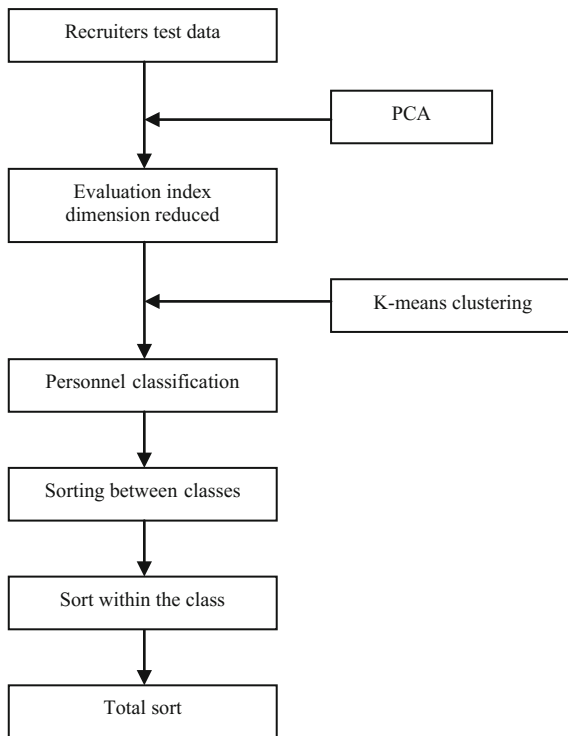 Recruiters test data
PCA
Evaluation index
dimension reduced
K-means clustering
Personnel classification
Sorting between classes
Sort within the class
Total sort